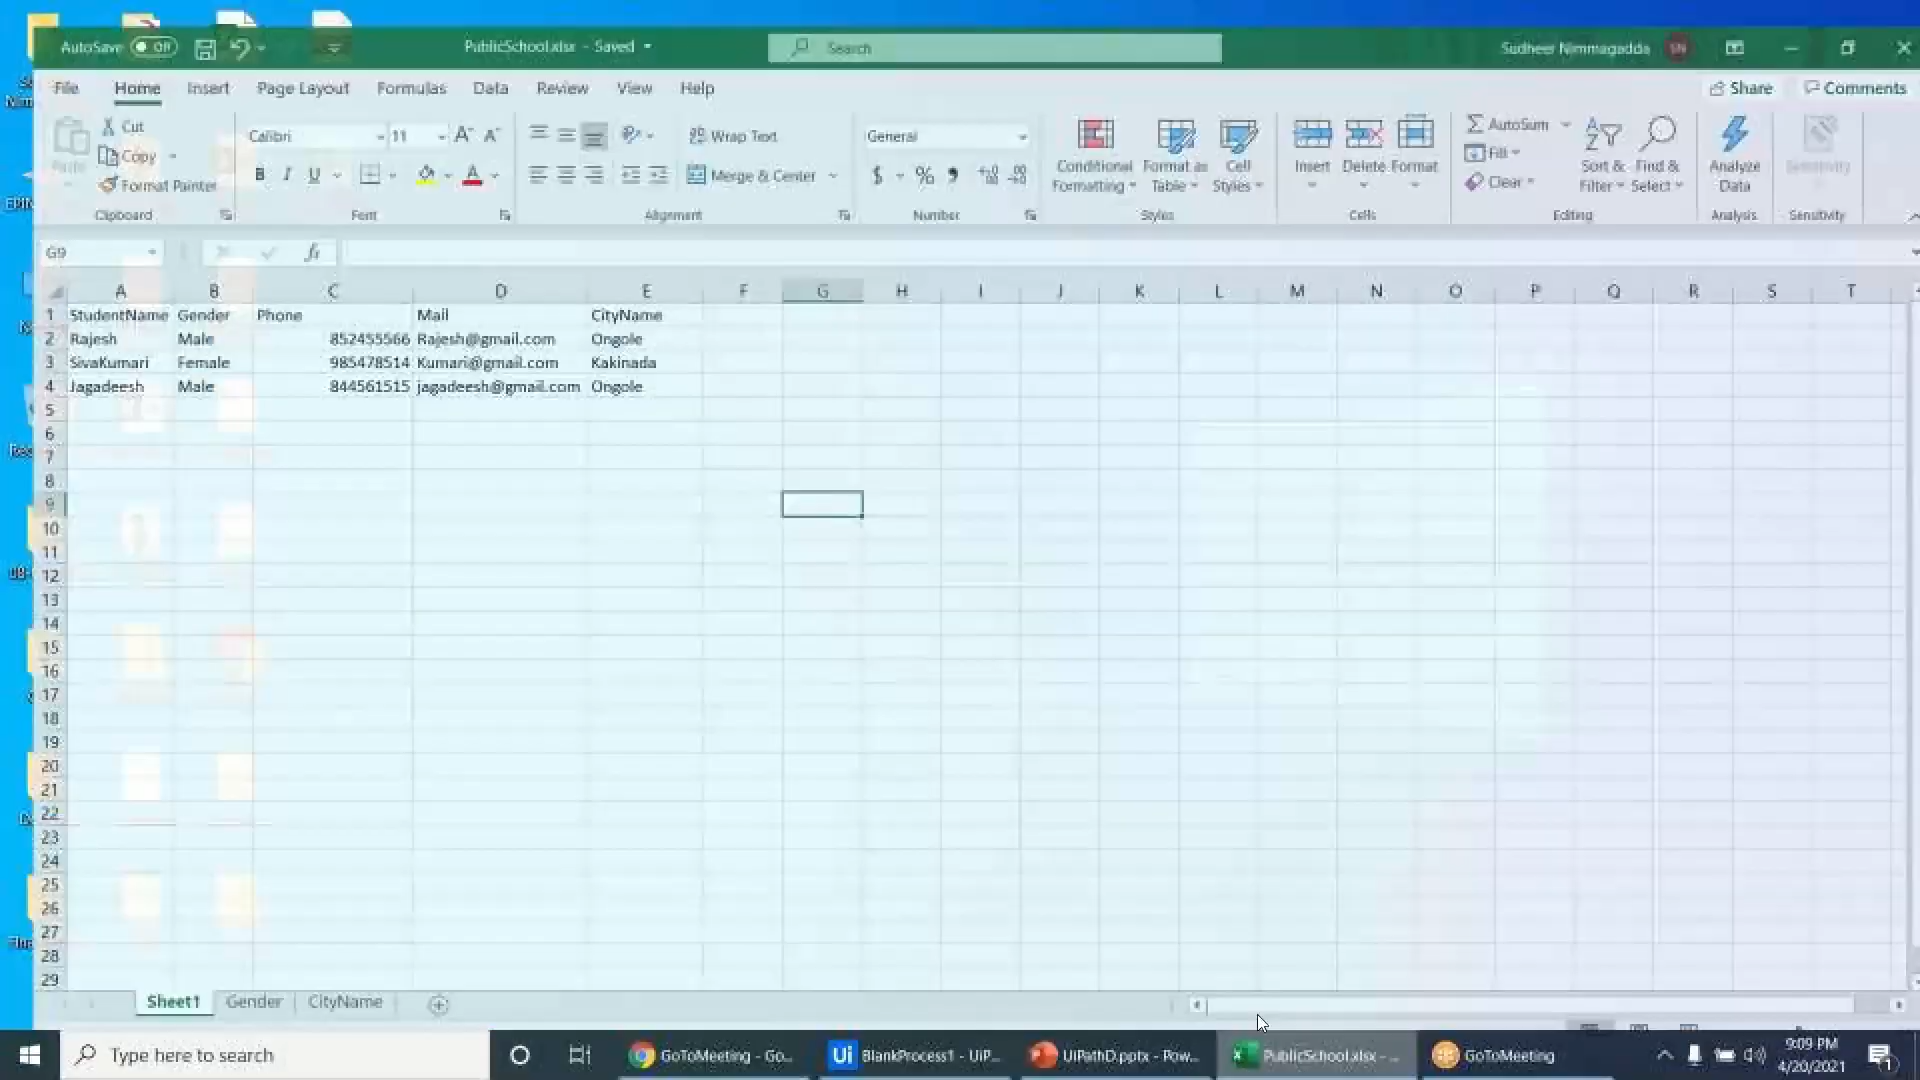 AutoSave Off PublicSchool.xlsx - Saved Search Sudheer Nimmagadda SN
File Home Insert Page Layout Formulas Data Review View Help Share Comments
Cut
Copy
Format Painter
Paste
Clipboard
Calibri 11
B I U
Font
Wrap Text
Merge & Center
Alignment
General
$ %
Number
Conditional Formatting
Format as Table
Cell Styles
Styles
Insert Delete Format
Cells
AutoSum
Fill
Clear
Sort & Filter
Find & Select
Editing
Analyze Data
Analysis
Sensitivity
Sensitivity
G9 fx
A B C D E F G H I J K L M N O P Q R S T
1 StudentName Gender Phone Mail CityName
2 Rajesh Male 852455566 Rajesh@gmail.com Ongole
3 SivaKumari Female 985478514 Kumari@gmail.com Kakinada
4 Jagadeesh Male 844561515 jagadeesh@gmail.com Ongole
5
6
7
8
9
10
11
12
13
14
15
16
17
18
19
20
21
22
23
24
25
26
27
28
29
Sheet1 Gender CityName
Type here to search GoToMeeting - Go... BlankProcess1 - UiP... UiPathD.pptx - Pow... PublicSchool.xlsx - ... GoToMeeting 9:09 PM
4/20/2021 1